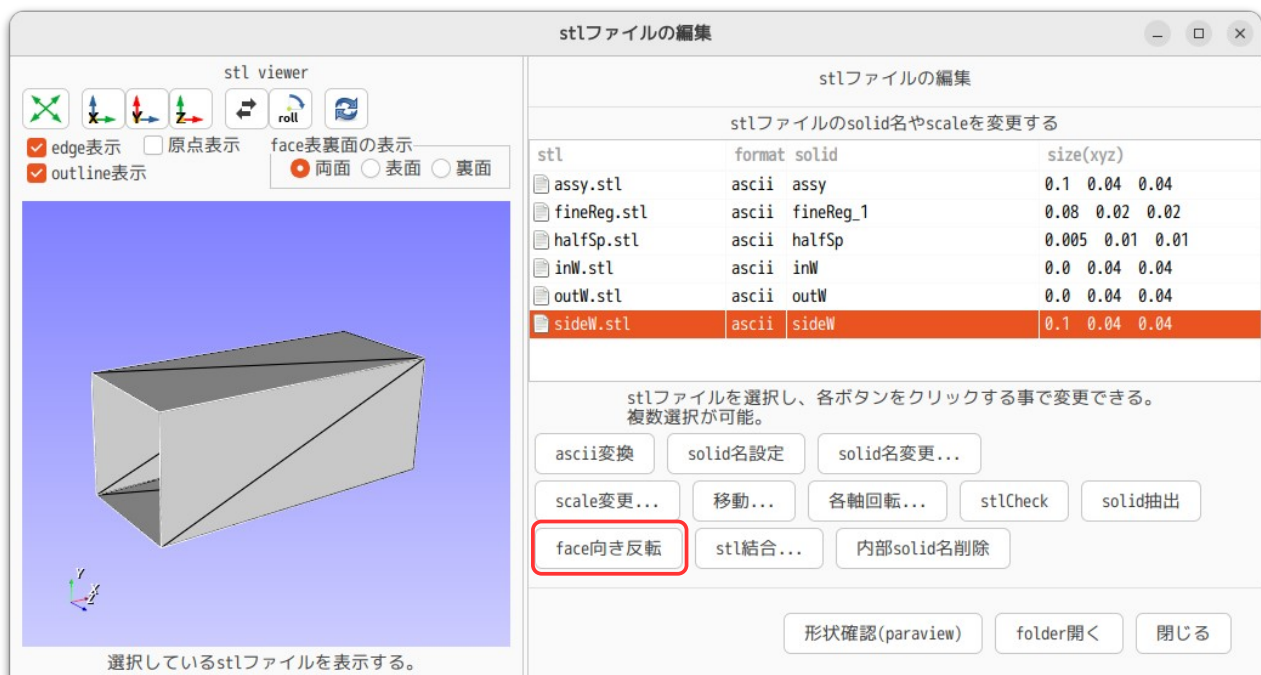 stlファイルの編集
stl viewer
X Y Z roll
edge表示 原点表示
outline表示
face表裏面の表示
両面 表面 裏面
Y
X
Z
選択しているstlファイルを表示する。
stlファイルの編集
stlファイルのsolid名やscaleを変更する
stl format solid size(xyz)
assy.stl ascii assy 0.1 0.04 0.04
fineReg.stl ascii fineReg_1 0.08 0.02 0.02
halfSp.stl ascii halfSp 0.005 0.01 0.01
inW.stl ascii inW 0.0 0.04 0.04
outW.stl ascii outW 0.0 0.04 0.04
sideW.stl ascii sideW 0.1 0.04 0.04
stlファイルを選択し、各ボタンをクリックする事で変更できる。
複数選択が可能。
ascii変換 solid名設定 solid名変更...
scale変更... 移動... 各軸回転... stlCheck solid抽出
face向き反転 stl結合... 内部solid名削除
形状確認(paraview) folder開く 閉じる